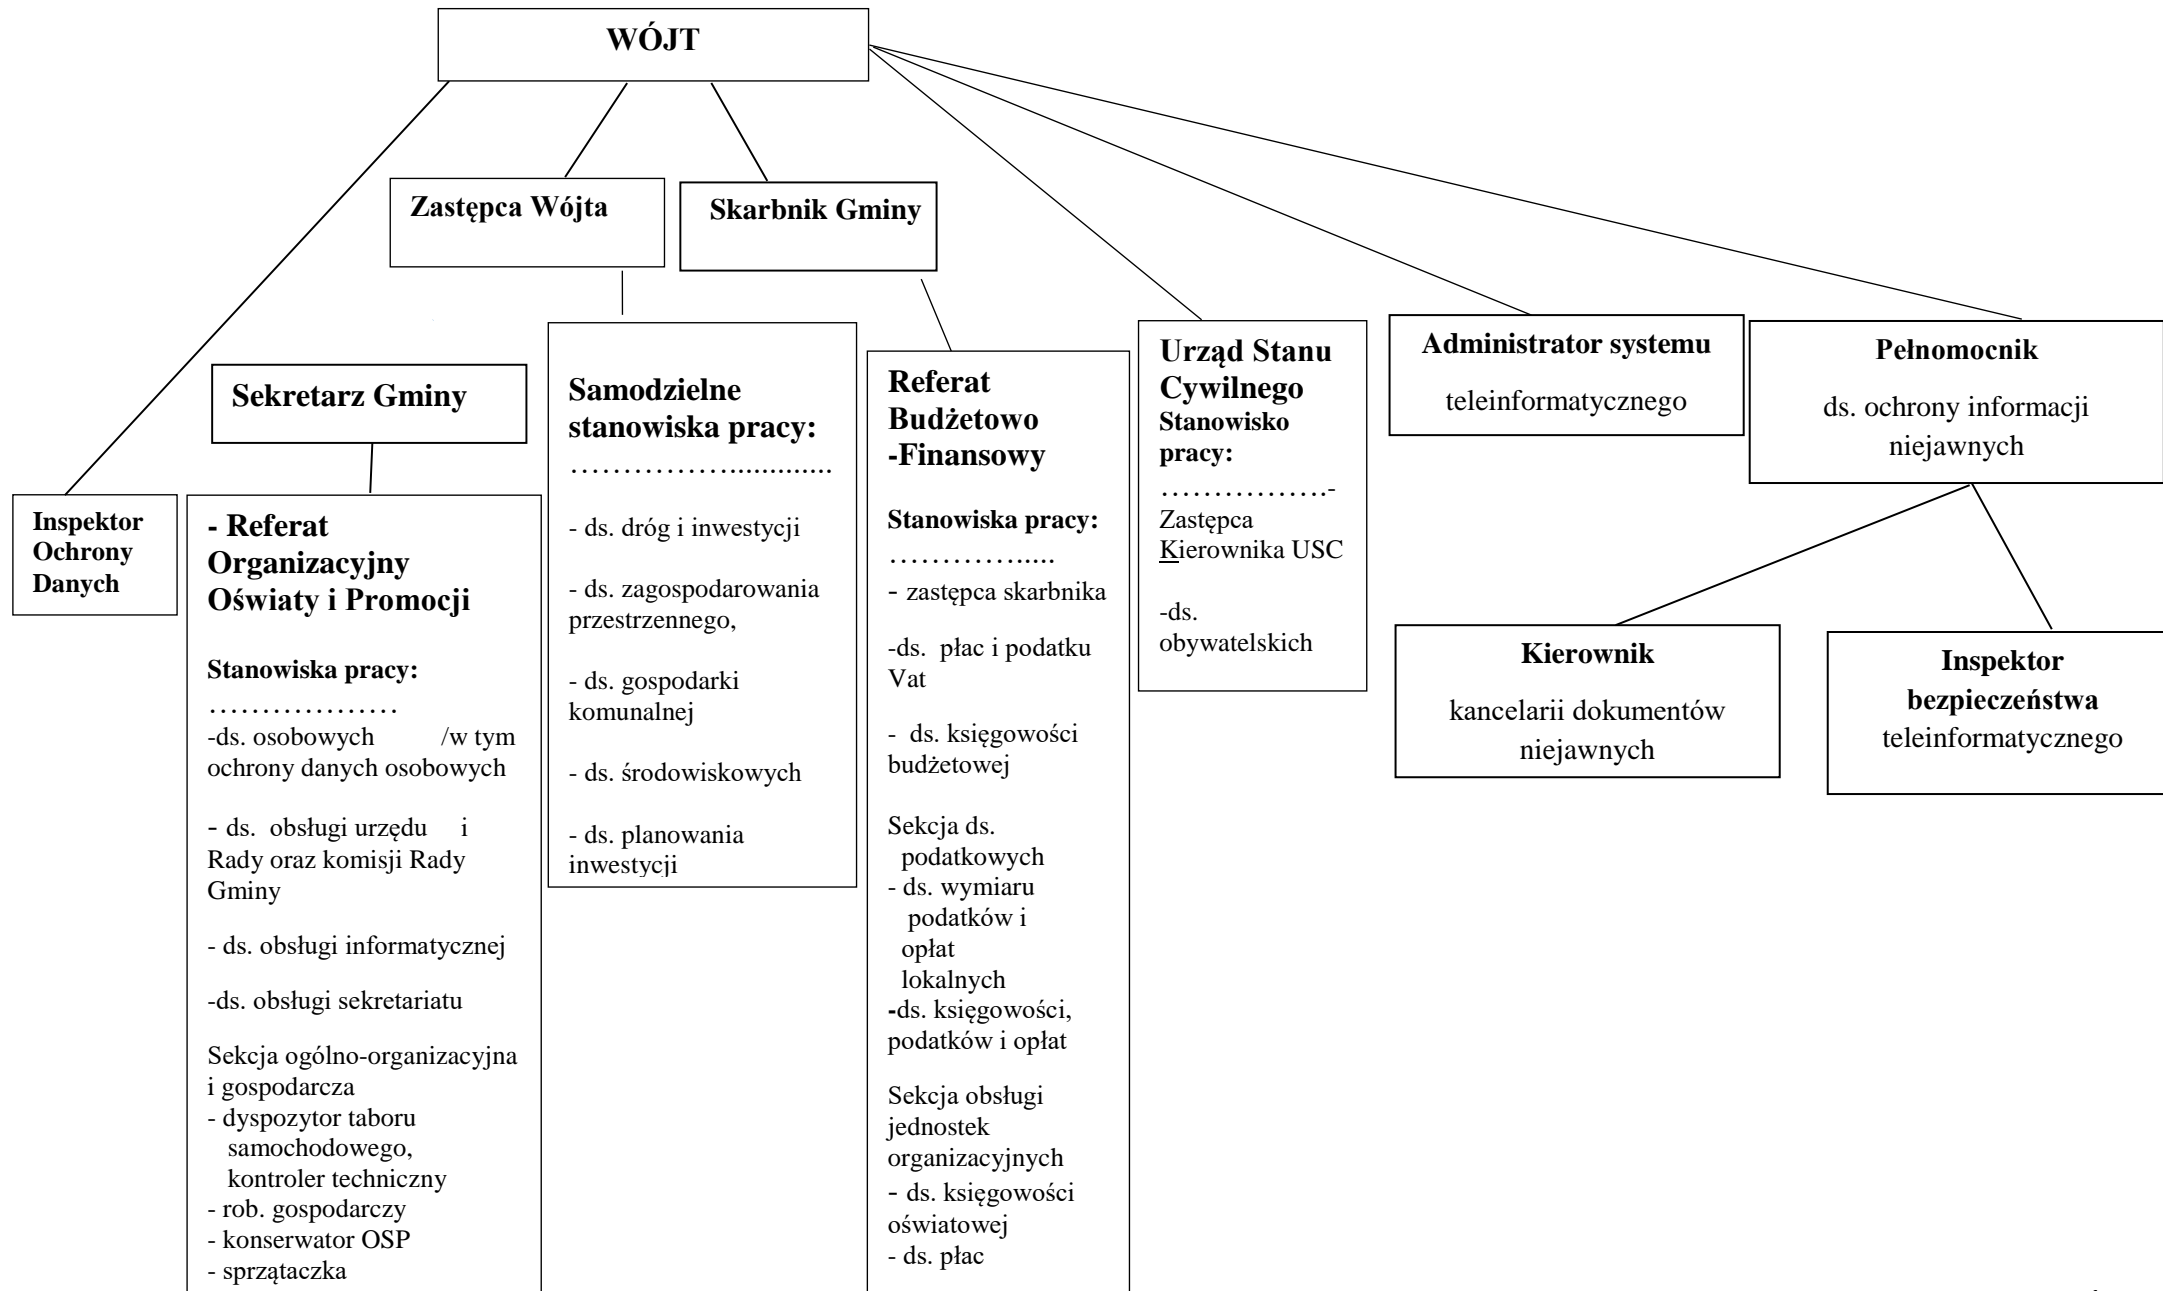 WÓJT
Zastępca Wójta
Skarbnik Gminy
Sekretarz Gminy
Inspektor
Ochrony
Danych
- Referat
Organizacyjny
Oświaty i Promocji
Stanowiska pracy:
………………
-ds. osobowych /w tym
ochrony danych osobowych
- ds. obsługi urzędu i
Rady oraz komisji Rady
Gminy
- ds. obsługi informatycznej
-ds. obsługi sekretariatu
Sekcja ogólno-organizacyjna
i gospodarcza
- dyspozytor taboru
samochodowego,
kontroler techniczny
- rob. gospodarczy
- konserwator OSP
- sprzątaczka
Samodzielne
stanowiska pracy:
……………..............
- ds. dróg i inwestycji
- ds. zagospodarowania
przestrzennego,
- ds. gospodarki
komunalnej
- ds. środowiskowych
- ds. planowania
inwestycji
Referat
Budżetowo
-Finansowy
Stanowiska pracy:
………….....
- zastępca skarbnika
-ds. płac i podatku
Vat
- ds. księgowości
budżetowej
Sekcja ds.
podatkowych
- ds. wymiaru
podatków i
opłat
lokalnych
-ds. księgowości,
podatków i opłat
Sekcja obsługi
jednostek
organizacyjnych
- ds. księgowości
oświatowej
- ds. płac
Urząd Stanu
Cywilnego
Stanowisko
pracy:
…………….-
Zastępca
Kierownika USC
-ds.
obywatelskich
Administrator systemu
teleinformatycznego
Pełnomocnik
ds. ochrony informacji
niejawnych
Kierownik
kancelarii dokumentów
niejawnych
Inspektor
bezpieczeństwa
teleinformatycznego